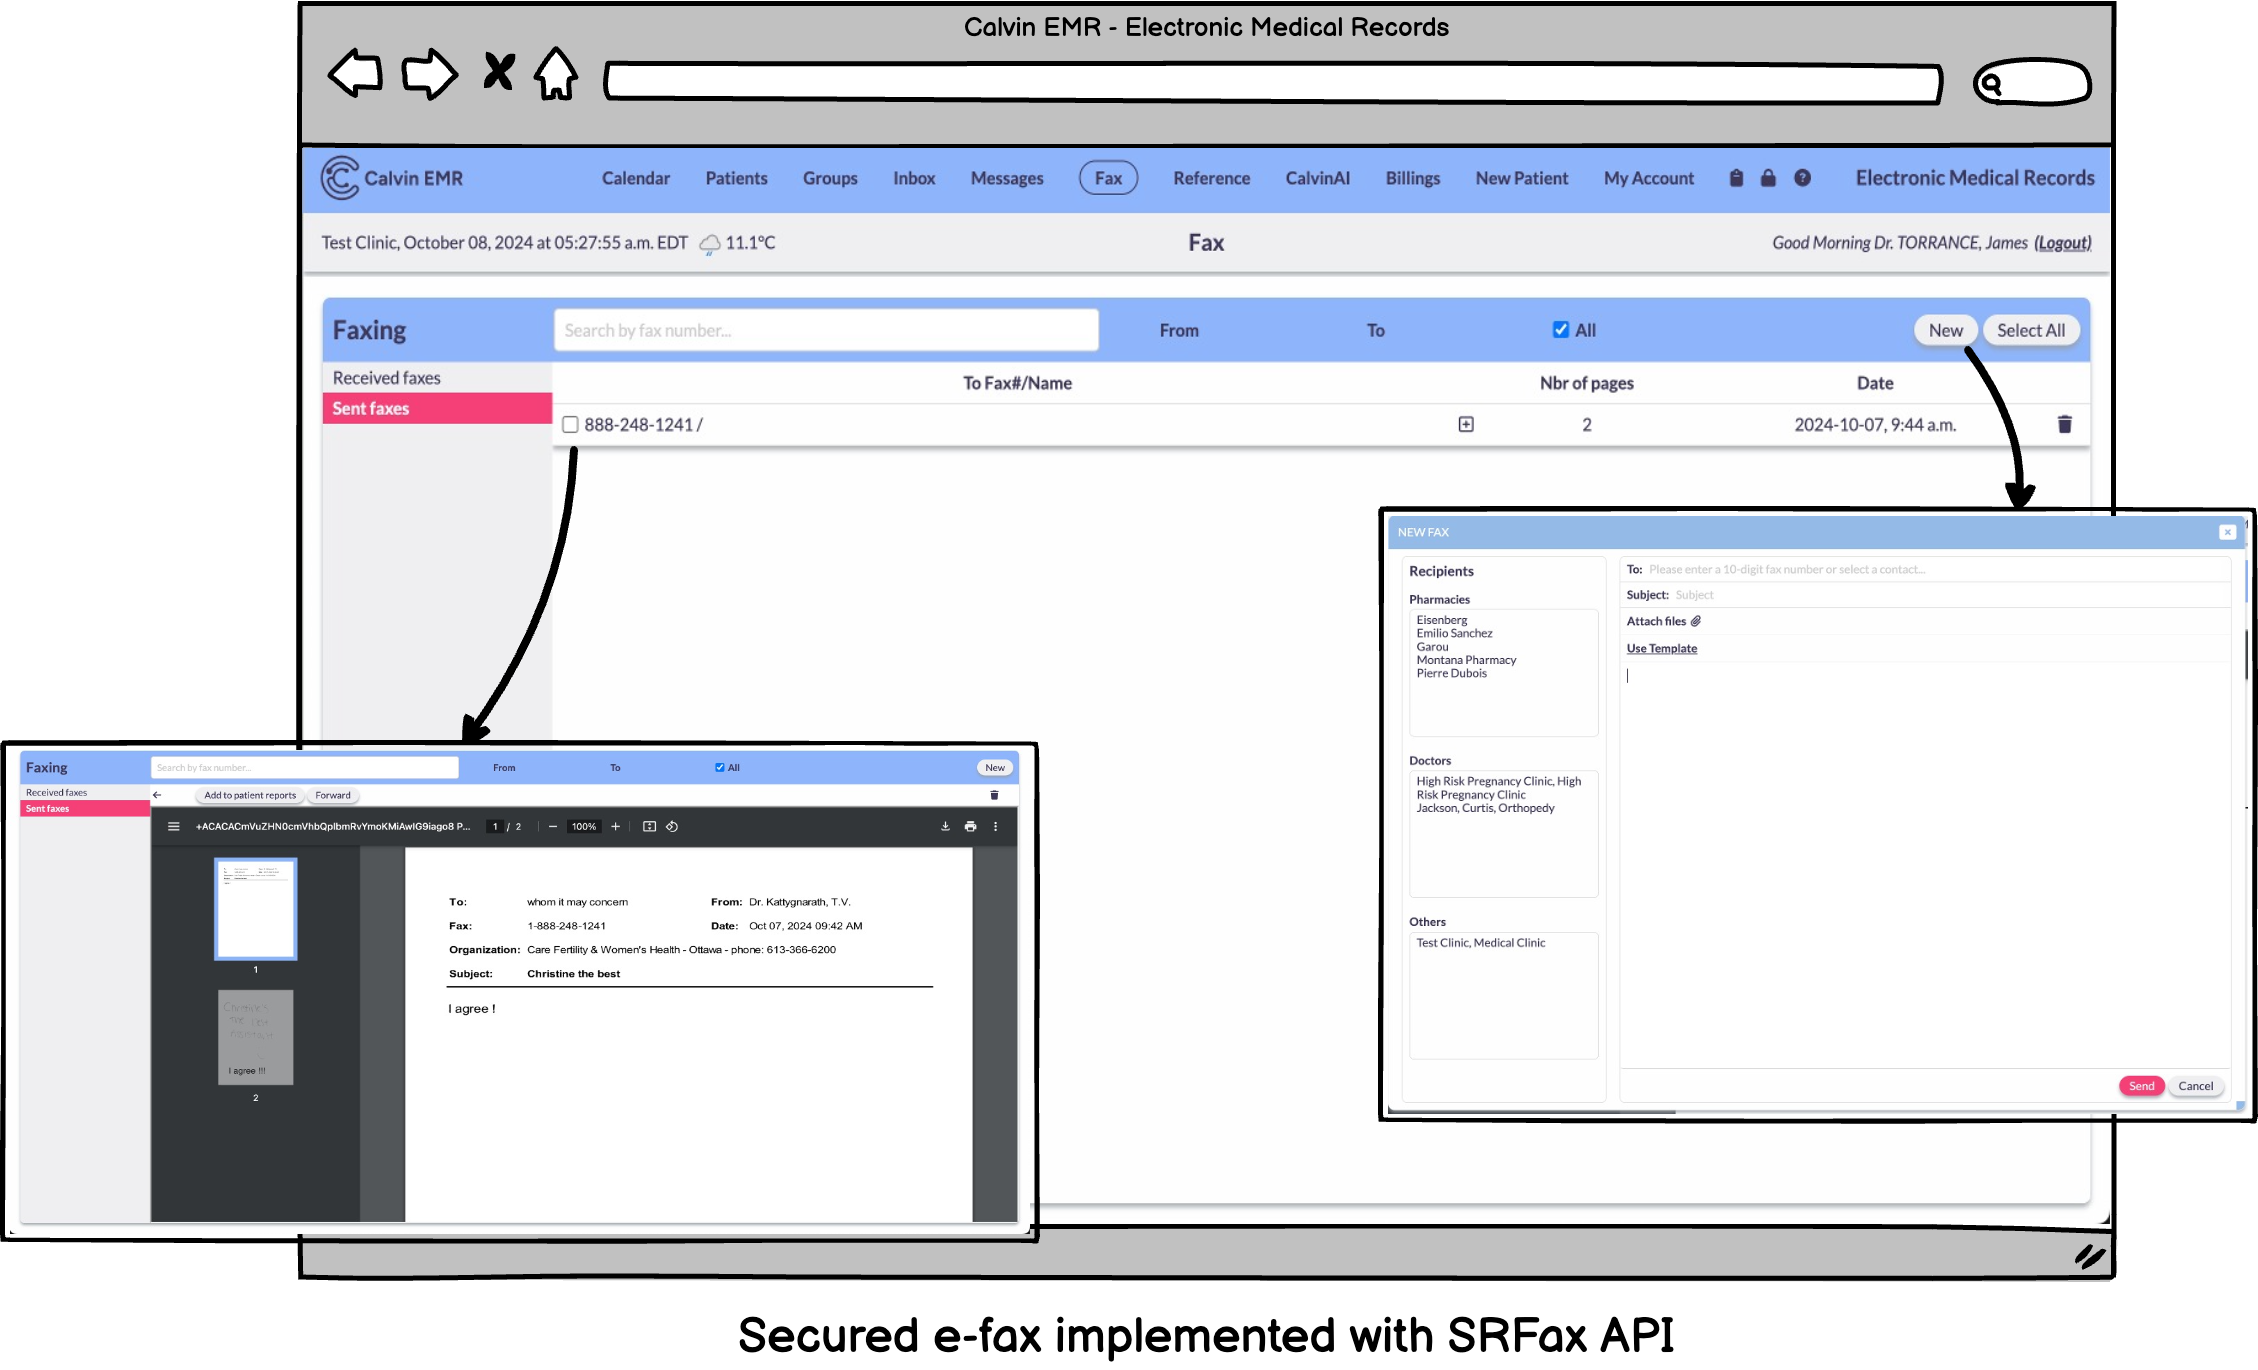 Calvin EMR - Electronic Medical Records
Calvin EMR Calendar Patients Groups Inbox Messages Fax Reference CalvinAI Billings New Patient My Account Electronic Medical Records
Test Clinic, October 08, 2024 at 05:27:55 a.m. EDT 11.1°C Fax Good Morning Dr. TORRANCE, James (Logout)
Faxing Search by fax number... From To All New Select All
Received faxes
Sent faxes
To Fax#/Name Nbr of pages Date
888-248-1241 / 2 2024-10-07, 9:44 a.m.
NEW FAX
Recipients
Pharmacies
Eisenberg
Emilio Sanchez
Garou
Montana Pharmacy
Pierre Dubois
Doctors
High Risk Pregnancy Clinic, High
Risk Pregnancy Clinic
Jackson, Curtis, Orthopedy
Others
Test Clinic, Medical Clinic
To: Please enter a 10-digit fax number or select a contact...
Subject: Subject
Attach files
Use Template
Send Cancel
Faxing Search by fax number... From To All New
Received faxes
Sent faxes
Add to patient reports Forward
1 / 2 100%
1
I agree !!!
2
To: whom it may concern From: Dr. Kattygnarath, T.V.
Fax: 1-888-248-1241 Date: Oct 07, 2024 09:42 AM
Organization: Care Fertility & Women's Health - Ottawa - phone: 613-366-6200
Subject: Christine the best
I agree !
Secured e-fax implemented with SRFax API